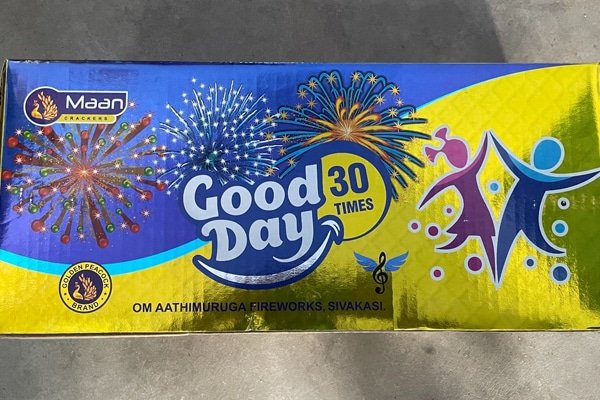 Maan
CRACKERS
Good
Day
30
TIMES
GOLDEN PEACOCK
BRAND
OM AATHIMURUGA FIREWORKS, SIVAKASI.